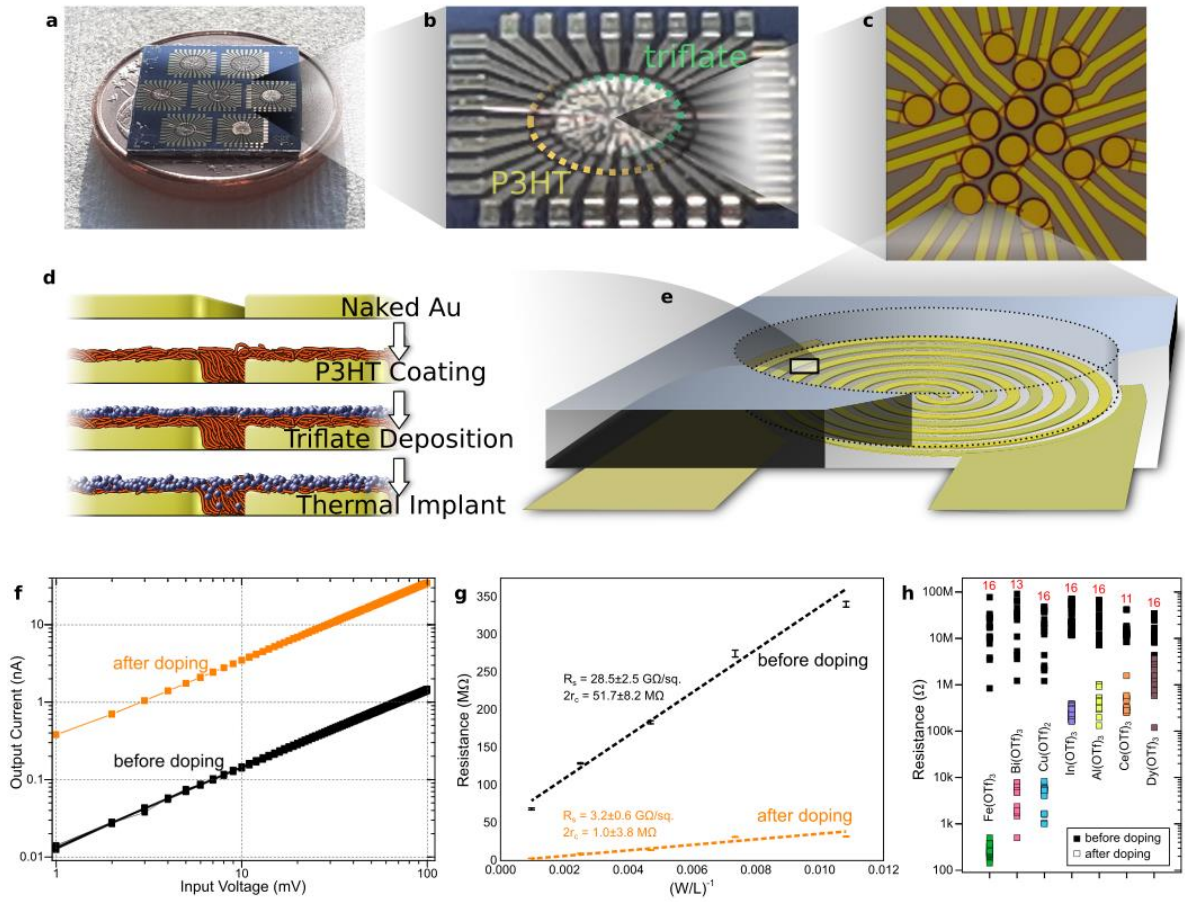 a
b
triflate
P3HT
c
d
Naked Au
P3HT Coating
Triflate Deposition
Thermal Implant
e
f
Output Current (nA)
10
1
0.1
0.01
after doping
before doping
1
10
100
Input Voltage (mV)
g
Resistance (MΩ)
350
300
250
200
150
100
50
0
before doping
Rs = 28.5±2.5 GΩ/sq.
2rc = 51.7±8.2 MΩ
after doping
Rs = 3.2±0.6 GΩ/sq.
2rc = 1.0±3.8 MΩ
0.000
0.002
0.004
0.006
0.008
0.010
0.012
(W/L)⁻¹
h
Resistance (Ω)
100M
10M
1M
100k
10k
1k
100
16
13
16
16
16
11
16
Fe(OTf)₃
Bi(OTf)₃
Cu(OTf)₂
In(OTf)₃
Al(OTf)₃
Ce(OTf)₃
Dy(OTf)₃
before doping
after doping